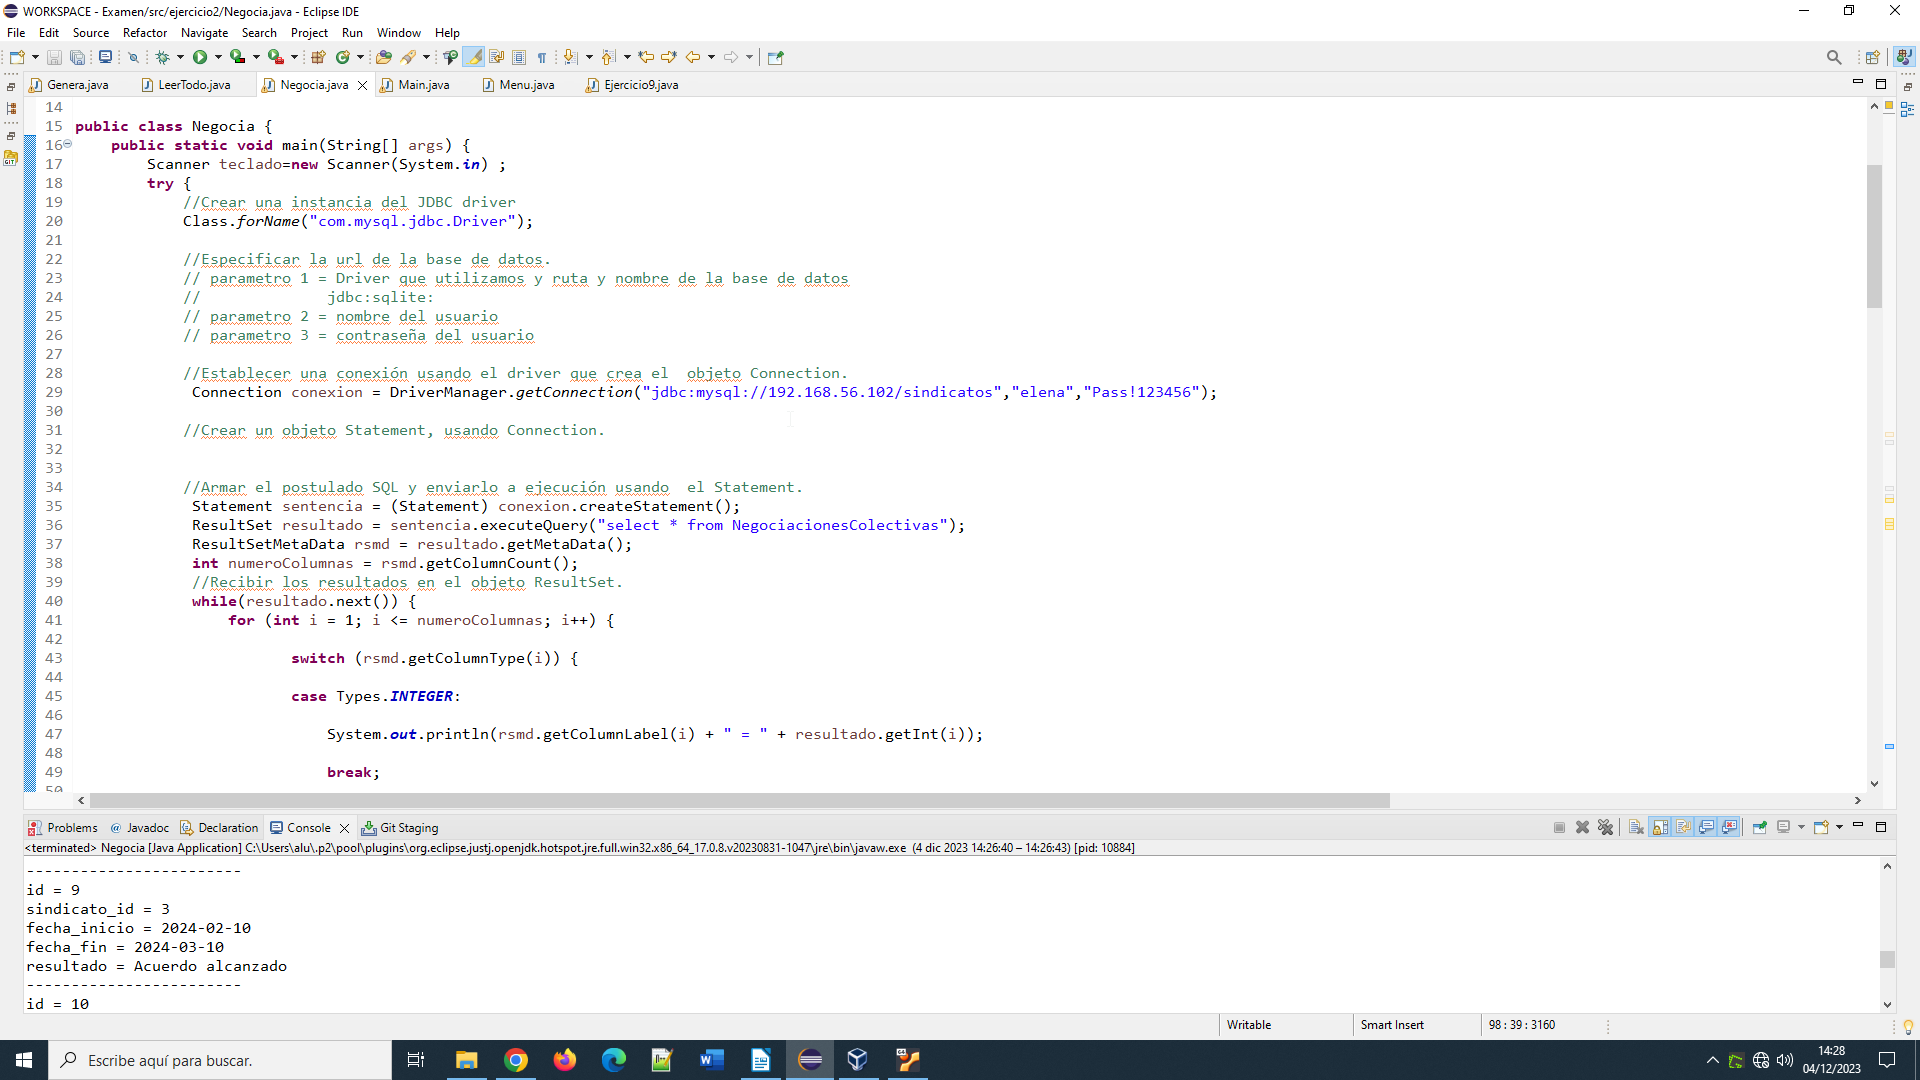 WORKSPACE - Examen/src/ejercicio2/Negocia.java - Eclipse IDE
File Edit Source Refactor Navigate Search Project Run Window Help
Genera.java LeerTodo.java Negocia.java Main.java Menu.java Ejercicio9.java
14
15 public class Negocia {
16 public static void main(String[] args) {
17 Scanner teclado=new Scanner(System.in) ;
18 try {
19 //Crear una instancia del JDBC driver
20 Class.forName("com.mysql.jdbc.Driver");
21
22 //Especificar la url de la base de datos.
23 // parametro 1 = Driver que utilizamos y ruta y nombre de la base de datos
24 // jdbc:sqlite:
25 // parametro 2 = nombre del usuario
26 // parametro 3 = contraseña del usuario
27
28 //Establecer una conexión usando el driver que crea el  objeto Connection.
29 Connection conexion = DriverManager.getConnection("jdbc:mysql://192.168.56.102/sindicatos","elena","Pass!123456");
30
31 //Crear un objeto Statement, usando Connection.
32
33
34 //Armar el postulado SQL y enviarlo a ejecución usando  el Statement.
35 Statement sentencia = (Statement) conexion.createStatement();
36 ResultSet resultado = sentencia.executeQuery("select * from NegociacionesColectivas");
37 ResultSetMetaData rsmd = resultado.getMetaData();
38 int numeroColumnas = rsmd.getColumnCount();
39 //Recibir los resultados en el objeto ResultSet.
40 while(resultado.next()) {
41 for (int i = 1; i <= numeroColumnas; i++) {
42
43 switch (rsmd.getColumnType(i)) {
44
45 case Types.INTEGER:
46
47 System.out.println(rsmd.getColumnLabel(i) + " = " + resultado.getInt(i));
48
49 break;
50
Problems @ Javadoc Declaration Console Git Staging
<terminated> Negocia [Java Application] C:\Users\alu\.p2\pool\plugins\org.eclipse.justj.openjdk.hotspot.jre.full.win32.x86_64_17.0.8.v20230831-1047\jre\bin\javaw.exe (4 dic 2023 14:26:40 – 14:26:43) [pid: 10884]
------------------------
id = 9
sindicato_id = 3
fecha_inicio = 2024-02-10
fecha_fin = 2024-03-10
resultado = Acuerdo alcanzado
------------------------
id = 10
Writable Smart Insert 98 : 39 : 3160
Escribe aquí para buscar.
14:28
04/12/2023